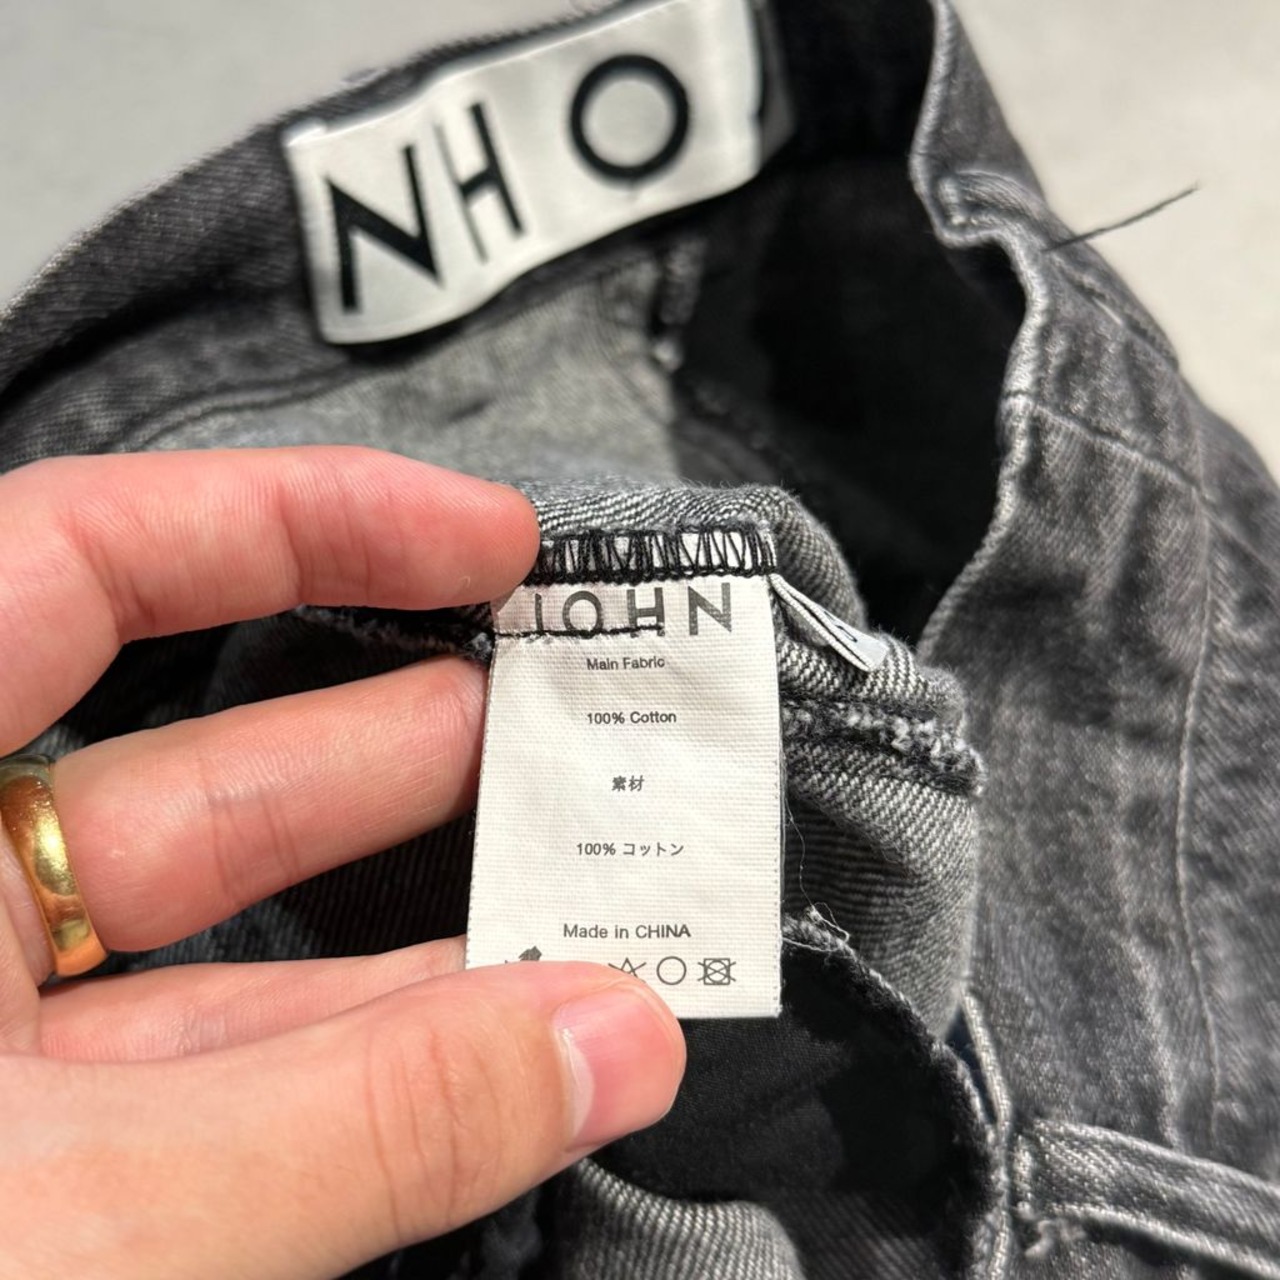 NHO
JOHN
Main Fabric
100% Cotton
素材
100% コットン
Made in CHINA